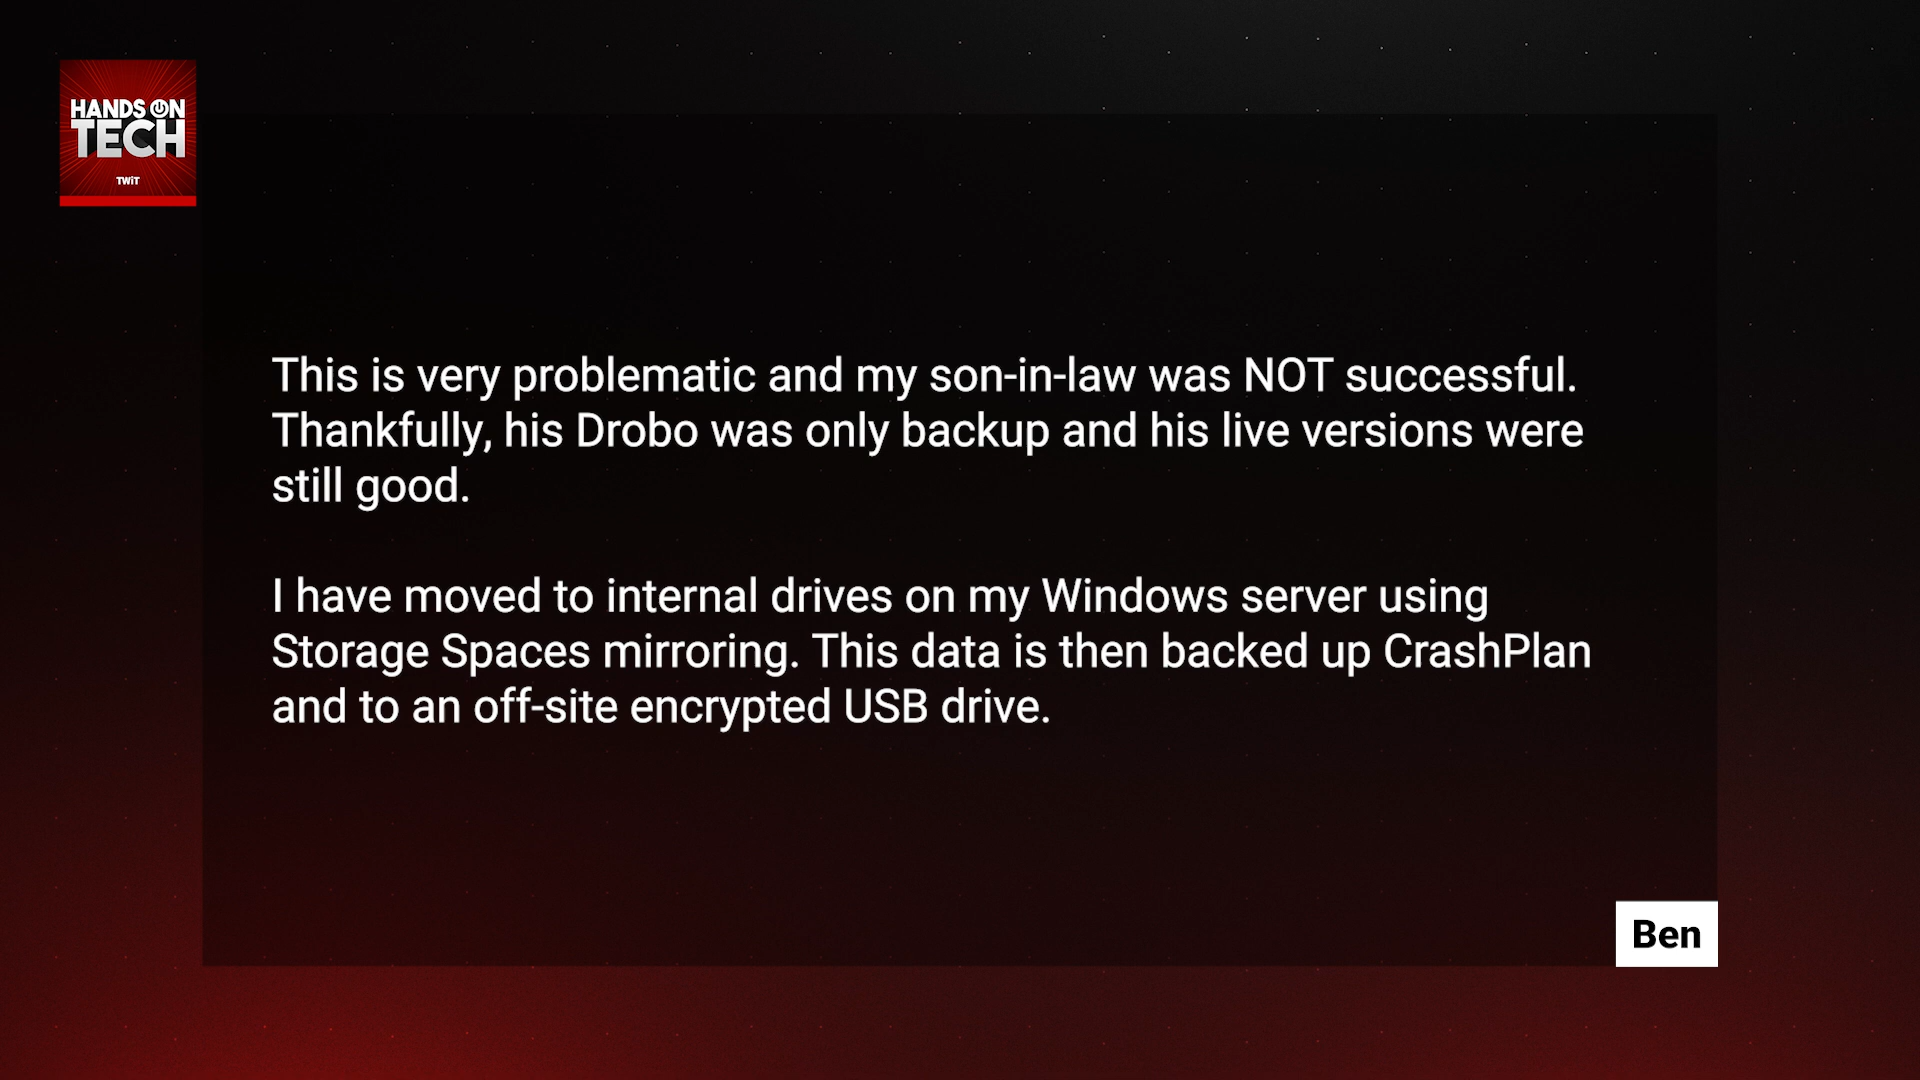 HANDS ON
TECH
TWiT
This is very problematic and my son-in-law was NOT successful.
Thankfully, his Drobo was only backup and his live versions were
still good.
I have moved to internal drives on my Windows server using
Storage Spaces mirroring. This data is then backed up CrashPlan
and to an off-site encrypted USB drive.
Ben